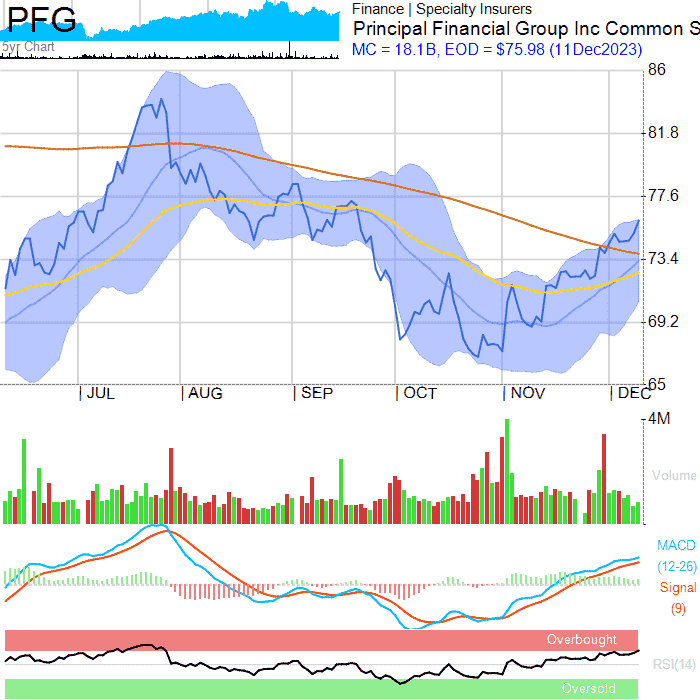 PFG
5yr Chart
Finance | Specialty Insurers
Principal Financial Group Inc Common S
MC = 18.1B, EOD = $75.98 (11Dec2023)
86
81.8
77.6
73.4
69.2
65
JUL AUG SEP OCT NOV DEC
4M
Volume
MACD
(12-26)
Signal
(9)
Overbought
RSI(14)
Oversold